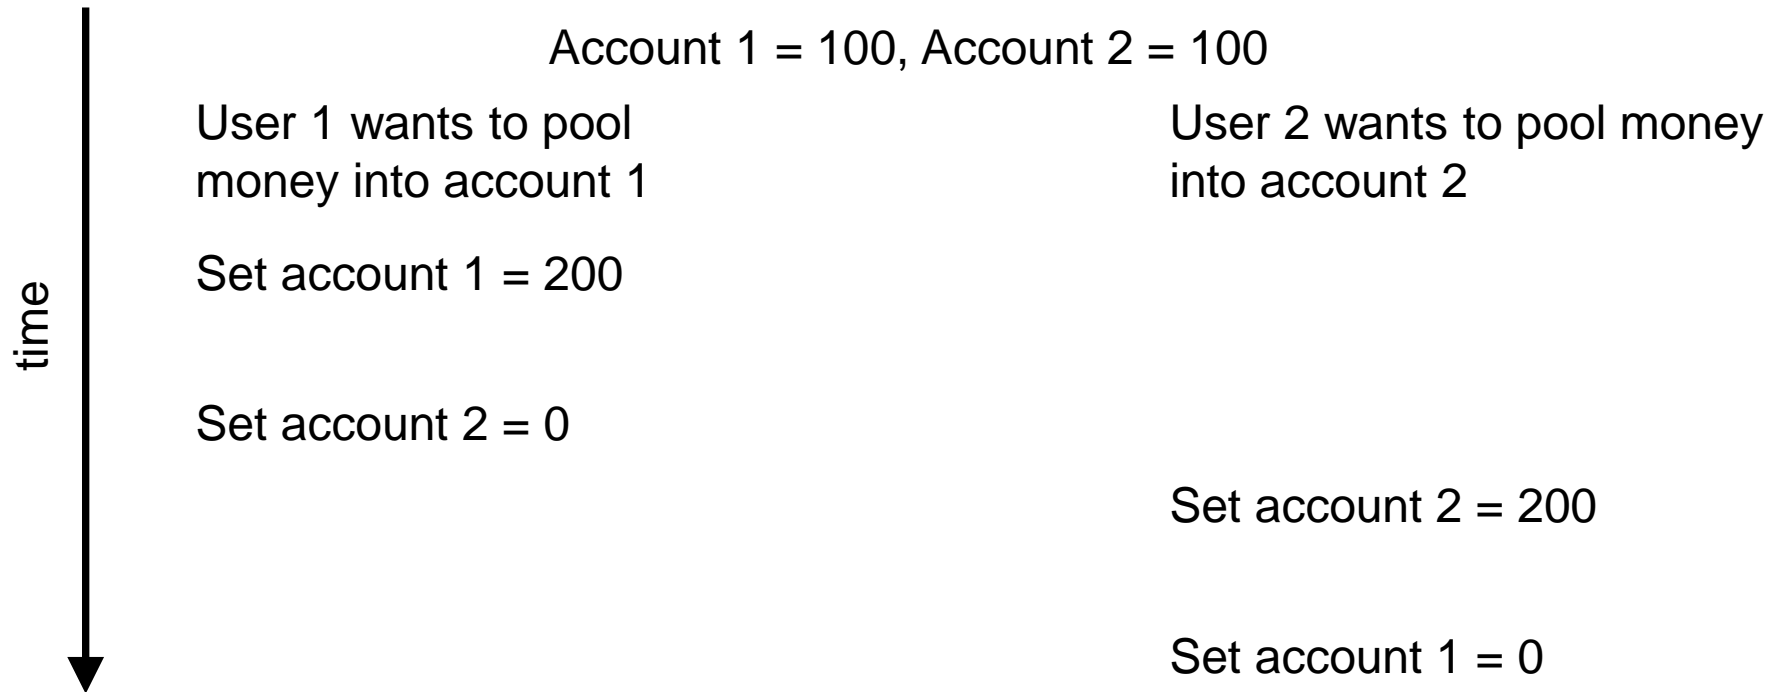 Account 1 = 100, Account 2 = 100
User 1 wants to pool
money into account 1
User 2 wants to pool money
into account 2
time
Set account 1 = 200
Set account 2 = 0
Set account 2 = 200
Set account 1 = 0